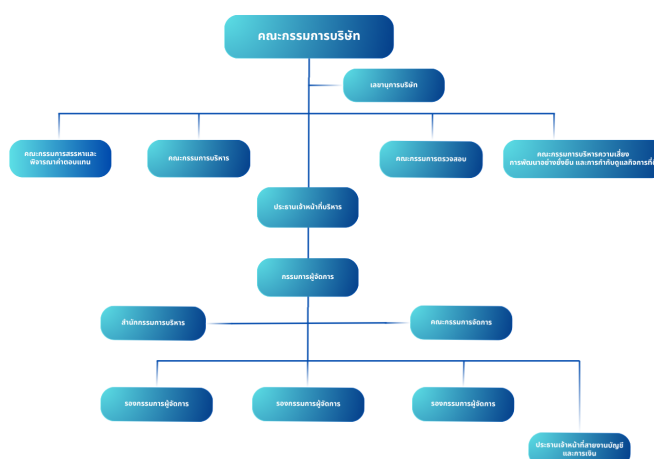 คณะกรรมการบริษัท
เลขานุการบริษัท
คณะกรรมการสรรหาและ
พิจารณาค่าตอบแทน
คณะกรรมการบริหาร
คณะกรรมการตรวจสอบ
คณะกรรมการบริหารความเสี่ยง
การพัฒนาอย่างยั่งยืน และการกำกับดูแลกิจการที่
ประธานเจ้าหน้าที่บริหาร
กรรมการผู้จัดการ
สำนักกรรมการบริหาร
คณะกรรมการจัดการ
รองกรรมการผู้จัดการ
รองกรรมการผู้จัดการ
รองกรรมการผู้จัดการ
ประธานเจ้าหน้าที่สายงานบัญชี
และการเงิน